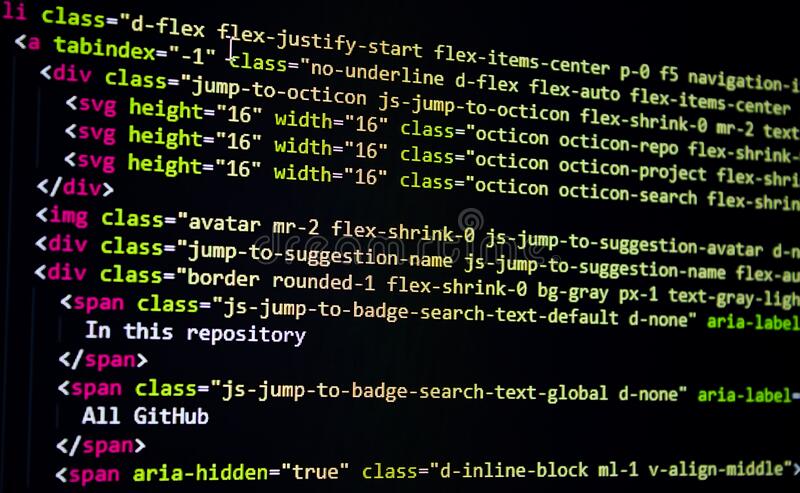 li class="d-flex flex-justify-start flex-items-center p-0 f5 navigation-i
<a tabindex="-1" class="no-underline d-flex flex-auto flex-items-center
<div class="jump-to-octicon js-jump-to-octicon flex-shrink-0 mr-2 text
<svg height="16" width="16" class="octicon octicon-repo flex-shrink-
<svg height="16" width="16" class="octicon octicon-project flex-shri
<svg height="16" width="16" class="octicon octicon-search flex-shrin
</div>
<img class="avatar mr-2 flex-shrink-0 js-jump-to-suggestion-avatar d-n
<div class="jump-to-suggestion-name js-jump-to-suggestion-name flex-au
<div class="border rounded-1 flex-shrink-0 bg-gray px-1 text-gray-ligh
<span class="js-jump-to-badge-search-text-default d-none" aria-label
In this repository
</span>
<span class="js-jump-to-badge-search-text-global d-none" aria-label=
All GitHub
</span>
<span aria-hidden="true" class="d-inline-block ml-1 v-align-middle">
dreamstime.